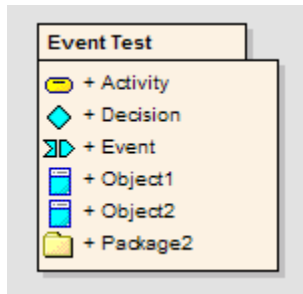 Event Test
+ Activity
+ Decision
+ Event
+ Object1
+ Object2
+ Package2